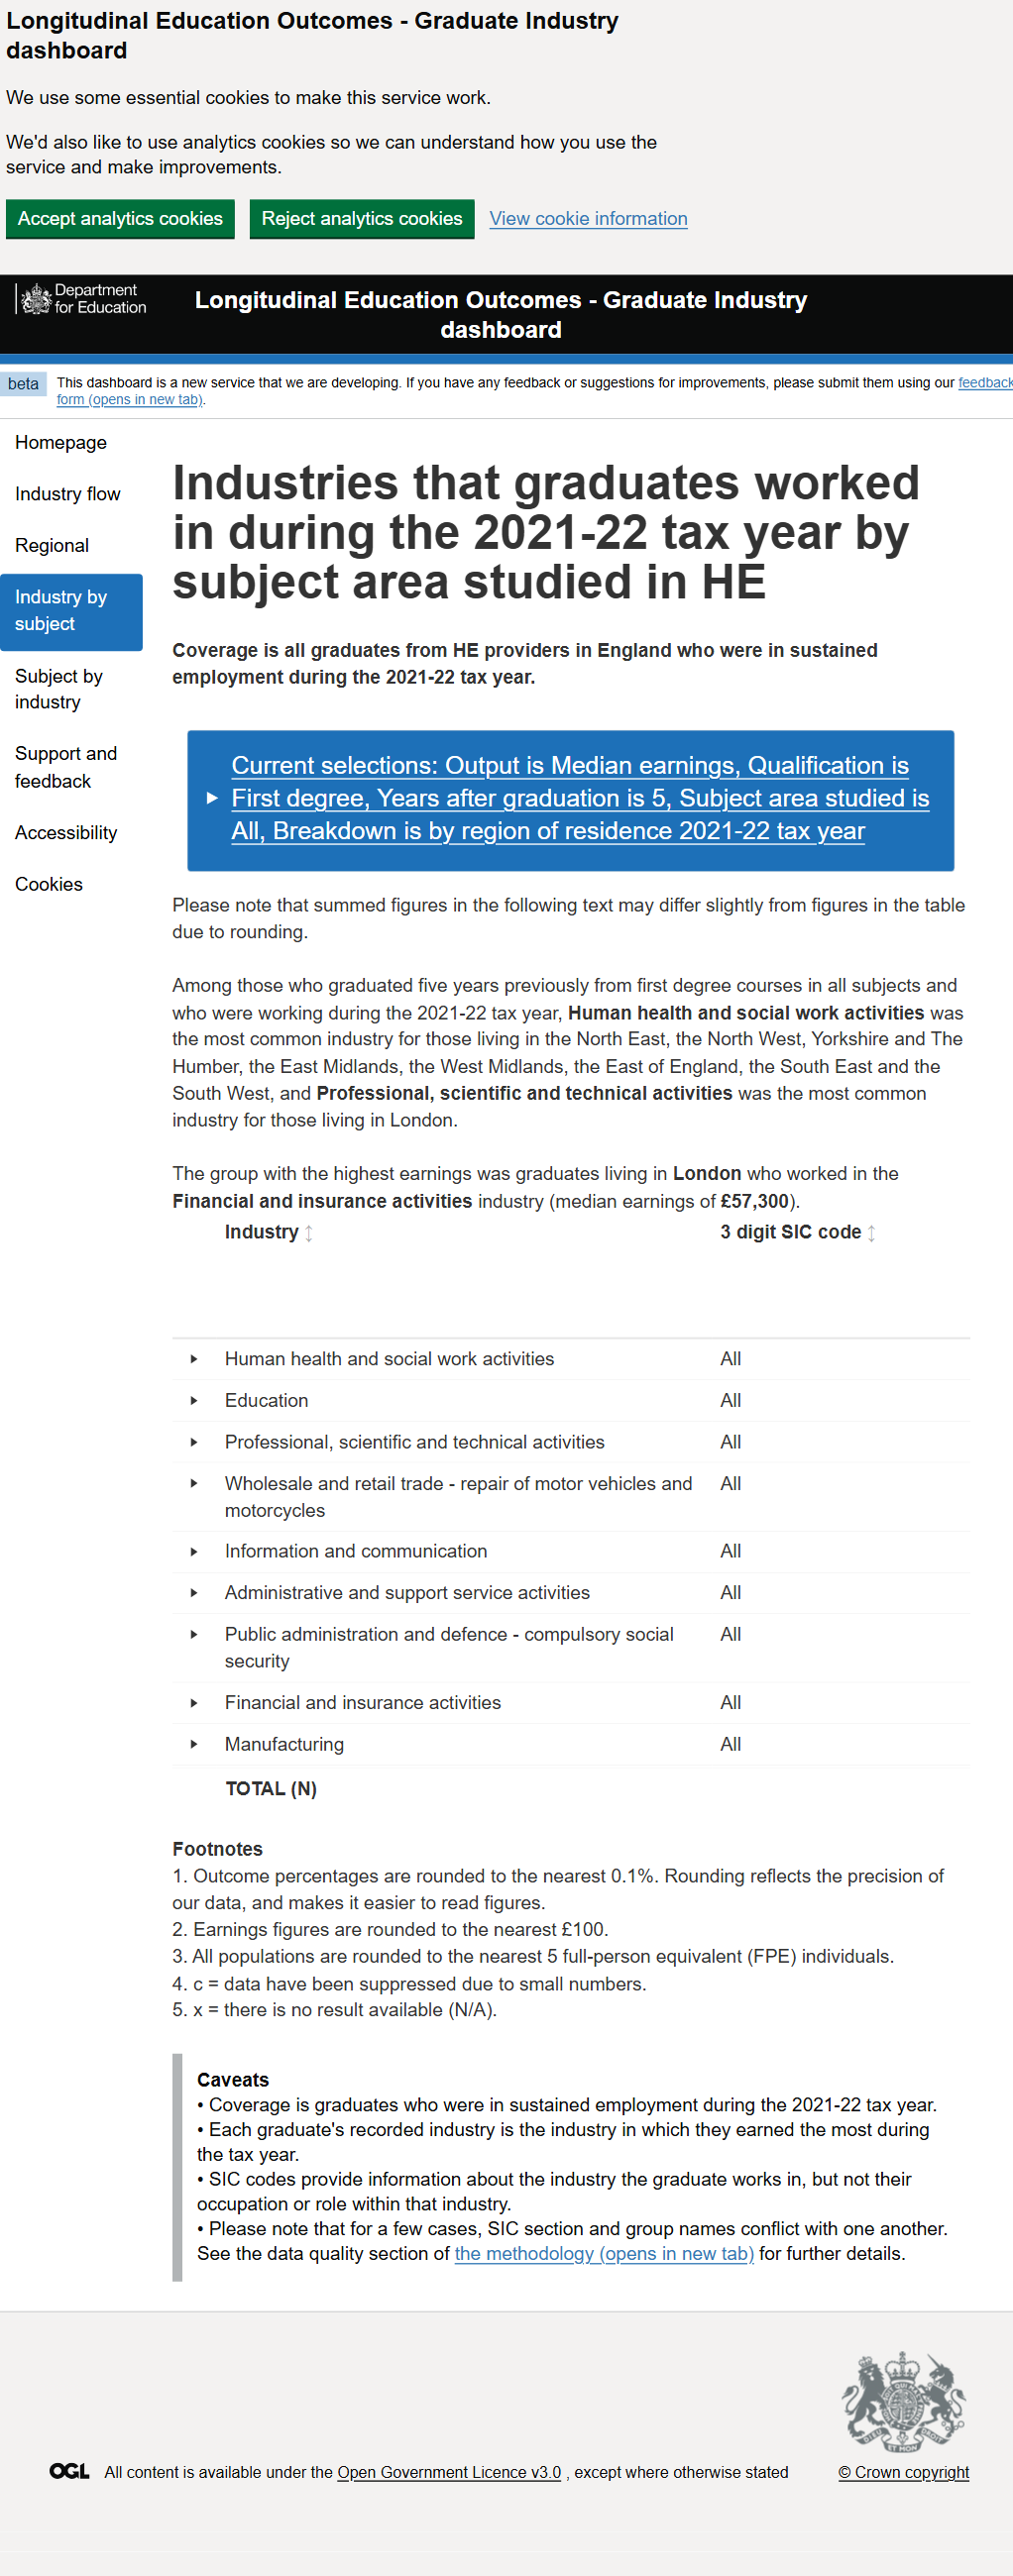 Longitudinal Education Outcomes - Graduate Industry
dashboard
We use some essential cookies to make this service work.
We'd also like to use analytics cookies so we can understand how you use the
service and make improvements.
Accept analytics cookies
Reject analytics cookies
View cookie information
Department
for Education
Longitudinal Education Outcomes - Graduate Industry
dashboard
beta
This dashboard is a new service that we are developing. If you have any feedback or suggestions for improvements, please submit them using our feedback
form (opens in new tab).
Homepage
Industry flow
Regional
Industry by
subject
Subject by
industry
Support and
feedback
Accessibility
Cookies
Industries that graduates worked
in during the 2021-22 tax year by
subject area studied in HE
Coverage is all graduates from HE providers in England who were in sustained
employment during the 2021-22 tax year.
Current selections: Output is Median earnings, Qualification is
First degree, Years after graduation is 5, Subject area studied is
All, Breakdown is by region of residence 2021-22 tax year
Please note that summed figures in the following text may differ slightly from figures in the table
due to rounding.
Among those who graduated five years previously from first degree courses in all subjects and
who were working during the 2021-22 tax year, Human health and social work activities was
the most common industry for those living in the North East, the North West, Yorkshire and The
Humber, the East Midlands, the West Midlands, the East of England, the South East and the
South West, and Professional, scientific and technical activities was the most common
industry for those living in London.
The group with the highest earnings was graduates living in London who worked in the
Financial and insurance activities industry (median earnings of £57,300).
Industry
3 digit SIC code
Human health and social work activities
All
Education
All
Professional, scientific and technical activities
All
Wholesale and retail trade - repair of motor vehicles and
motorcycles
All
Information and communication
All
Administrative and support service activities
All
Public administration and defence - compulsory social
security
All
Financial and insurance activities
All
Manufacturing
All
TOTAL (N)
Footnotes
1. Outcome percentages are rounded to the nearest 0.1%. Rounding reflects the precision of
our data, and makes it easier to read figures.
2. Earnings figures are rounded to the nearest £100.
3. All populations are rounded to the nearest 5 full-person equivalent (FPE) individuals.
4. c = data have been suppressed due to small numbers.
5. x = there is no result available (N/A).
Caveats
• Coverage is graduates who were in sustained employment during the 2021-22 tax year.
• Each graduate's recorded industry is the industry in which they earned the most during
the tax year.
• SIC codes provide information about the industry the graduate works in, but not their
occupation or role within that industry.
• Please note that for a few cases, SIC section and group names conflict with one another.
See the data quality section of the methodology (opens in new tab) for further details.
OGL
All content is available under the Open Government Licence v3.0 , except where otherwise stated
© Crown copyright